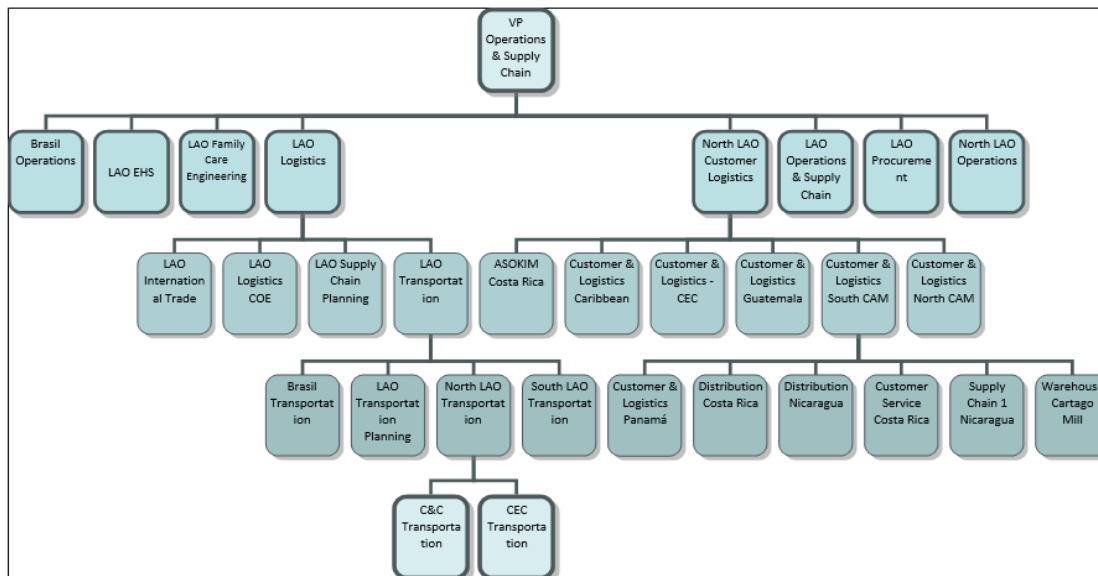 VP
Operations
& Supply
Chain
Brasil
Operations
LAO EHS
LAO Family
Care
Engineering
LAO
Logistics
North LAO
Customer
Logistics
LAO
Operations
& Supply
Chain
LAO
Procureme
nt
North LAO
Operations
LAO
Internation
al Trade
LAO
Logistics
COE
LAO Supply
Chain
Planning
LAO
Transportat
ion
ASOKIM
Costa Rica
Customer &
Logistics
Caribbean
Customer &
Logistics -
CEC
Customer &
Logistics
Guatemala
Customer &
Logistics
South CAM
Customer &
Logistics
North CAM
Brasil
Transportat
ion
LAO
Transportat
ion
Planning
North LAO
Transportat
ion
South LAO
Transportat
ion
Customer &
Logistics
Panamá
Distribution
Costa Rica
Distribution
Nicaragua
Customer
Service
Costa Rica
Supply
Chain 1
Nicaragua
Warehouse
Cartago
Mill
C&C
Transporta
tion
CEC
Transporta
tion